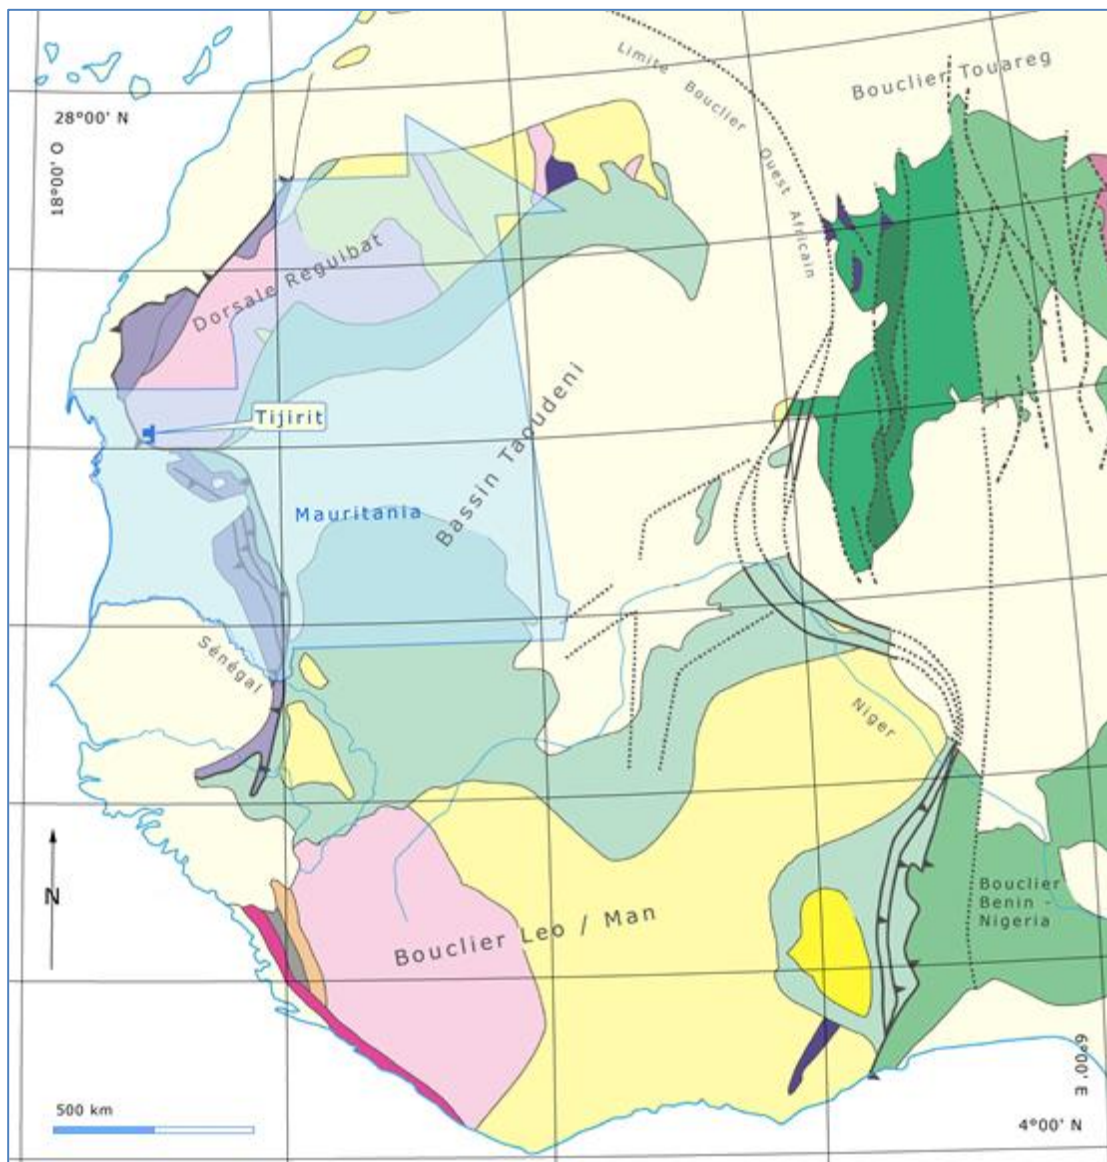 28°00' N
18°00' O
Limite Bouclier Ouest Africain
Bouclier Touareg
Dorsale Reguibat
Tijirit
Mauritania
Bassin Taoudeni
Sénégal
Niger
N
Bouclier Leo / Man
Bouclier
Benin -
Nigeria
500 km
6°00' E
4°00' N